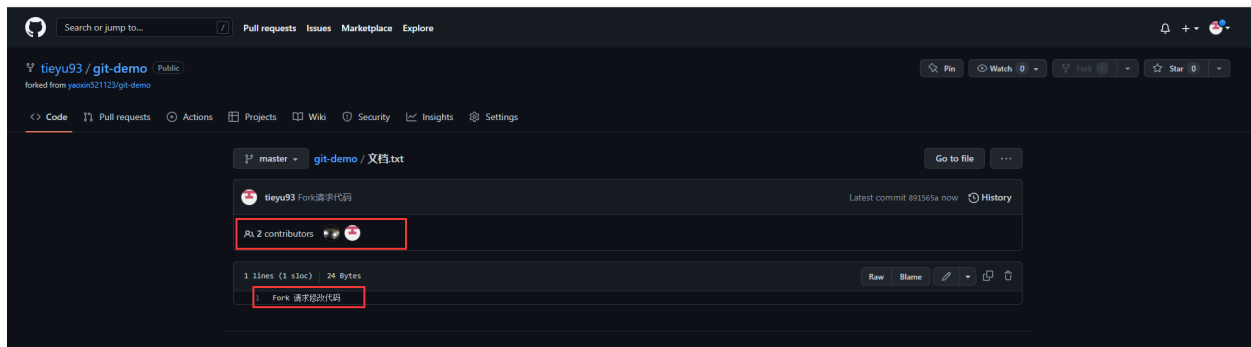 Search or jump to... / Pull requests Issues Marketplace Explore
tieyu93 / git-demo Public Pin Watch 0 Fork 1 Star 0
forked from yaoxin521123/git-demo
<> Code Pull requests Actions Projects Wiki Security Insights Settings
master git-demo / 文档.txt Go to file ...
tieyu93 Fork请求代码 Latest commit 891565a now History
2 contributors
1 lines (1 sloc) 24 Bytes Raw Blame
1 Fork 请求修改代码